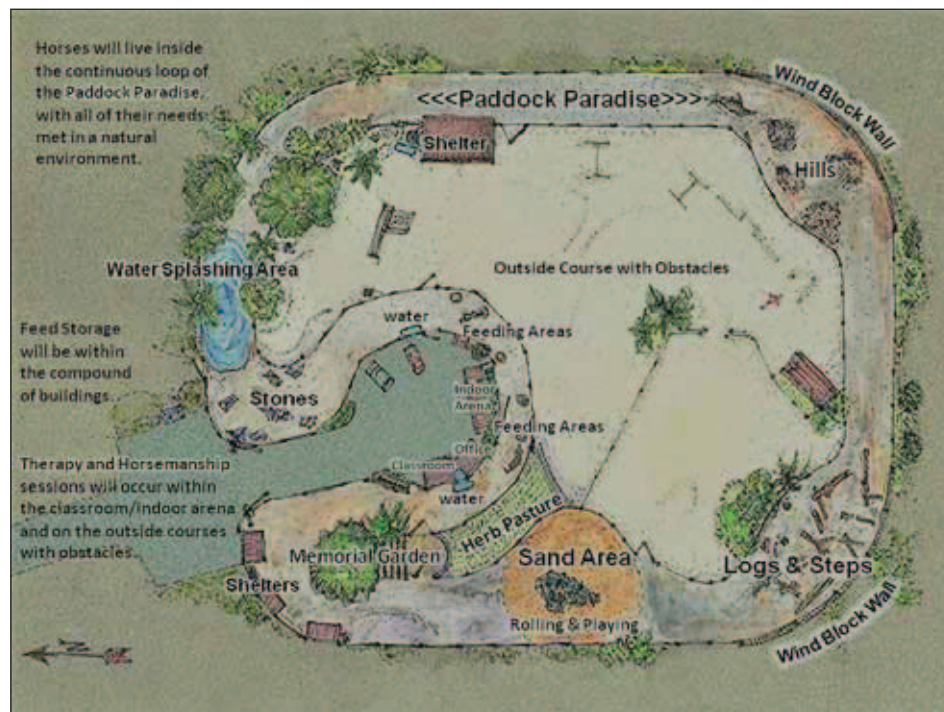 Horses will live inside
the continuous loop of
the Paddock Paradise,
with all of their needs
met in a natural
environment.
<<<Paddock Paradise>>>
Wind Block Wall
Shelter
Hills
Water Splashing Area
Outside Course with Obstacles
water
Feeding Areas
Feed Storage
will be within
the compound
of buildings.
Stones
Indoor
Arena
Feeding Areas
Office
Classroom
water
Therapy and Horsemanship
sessions will occur within
the classroom/indoor arena
and on the outside courses
with obstacles.
Herb Pasture
Memorial Garden
Sand Area
Logs & Steps
Shelters
Rolling & Playing
Wind Block Wall
N